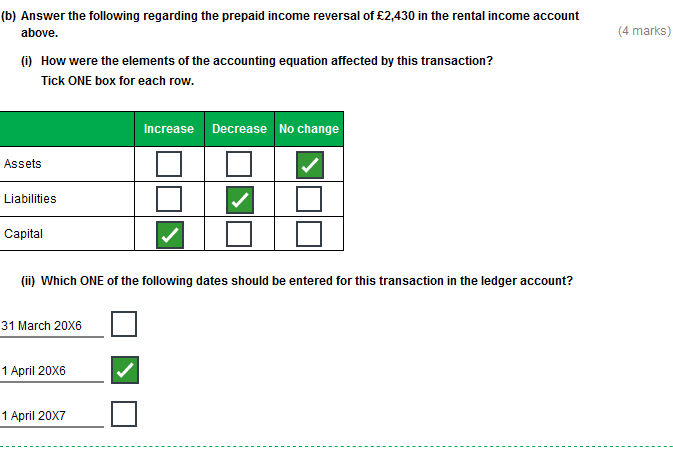 (b) Answer the following regarding the prepaid income reversal of £2,430 in the rental income account
above.
(4 marks)
(i) How were the elements of the accounting equation affected by this transaction?
Tick ONE box for each row.
Increase Decrease No change
Assets
Liabilities
Capital
(ii) Which ONE of the following dates should be entered for this transaction in the ledger account?
31 March 20X6
1 April 20X6
1 April 20X7